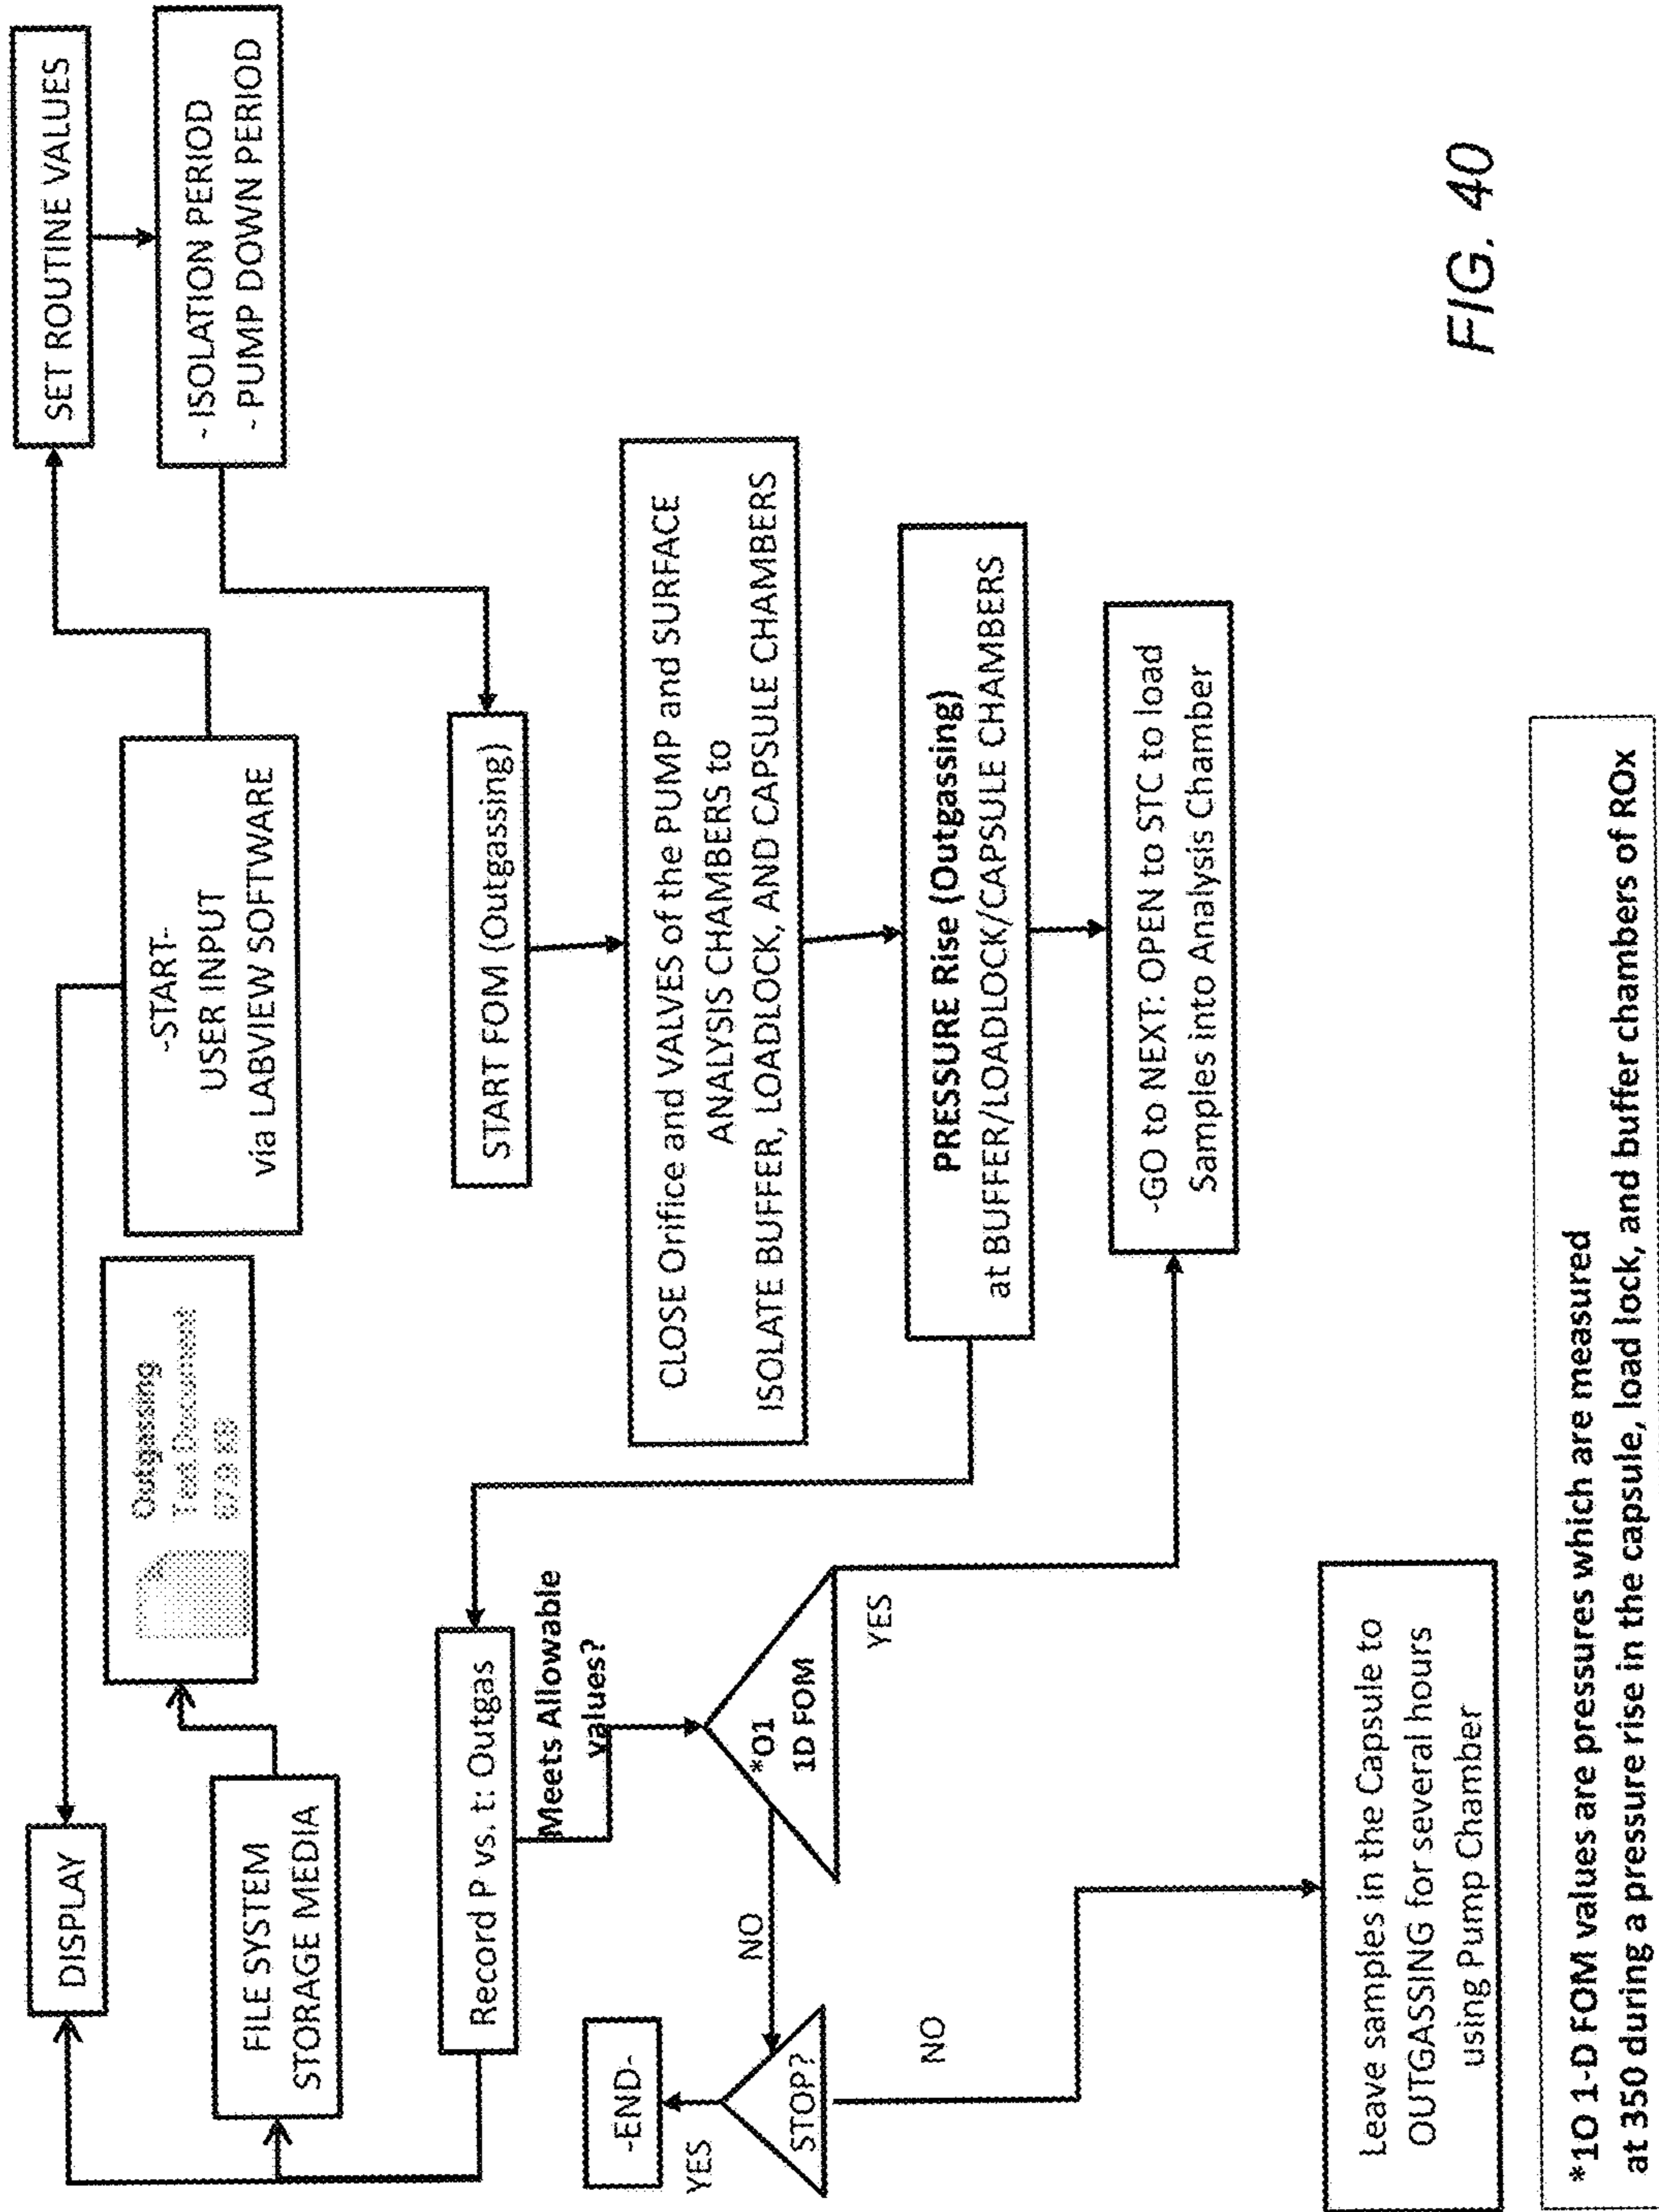 DISPLAY
FILE SYSTEM
STORAGE MEDIA
Outgassing
Text Document
-START-
USER INPUT
via LABVIEW SOFTWARE
SET ROUTINE VALUES
-ISOLATION PERIOD
- PUMP DOWN PERIOD
Record P vs. t: Outgas
START FOM (Outgassing)
Meets Allowable
values?
CLOSE Orifice and VALVES of the PUMP and SURFACE
ANALYSIS CHAMBERS to
ISOLATE BUFFER, LOADLOCK, AND CAPSULE CHAMBERS
-END-
YES
STOP?
NO
*O1
1D FOM
YES
NO
PRESSURE Rise (Outgassing)
at BUFFER/LOADLOCK/CAPSULE CHAMBERS
-GO to NEXT: OPEN to STC to load
Samples into Analysis Chamber
Leave samples in the Capsule to
OUTGASSING for several hours
using Pump Chamber
FIG. 40
*1O 1-D FOM values are pressures which are measured
at 350 during a pressure rise in the capsule, load lock, and buffer chambers of ROx